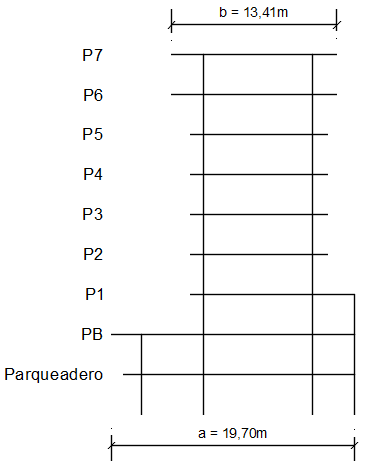 b = 13,41m
P7
P6
P5
P4
P3
P2
P1
PB
Parqueadero
a = 19,70m